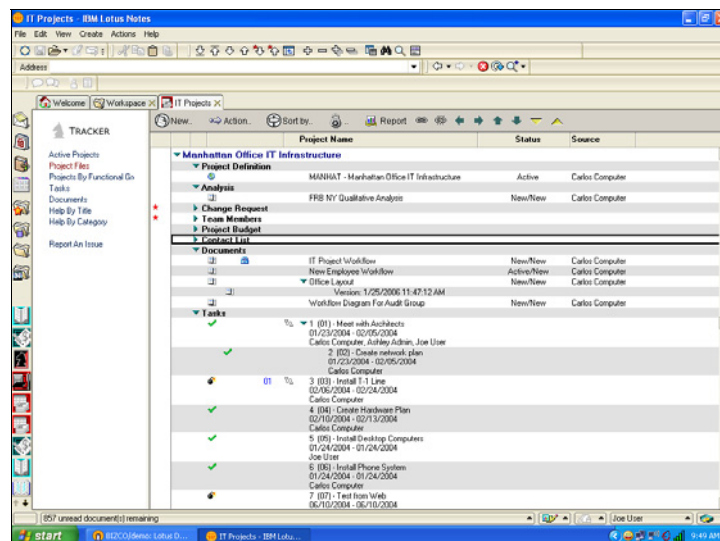 IT Projects - IBM Lotus Notes
File Edit View Create Actions Help
Address
Welcome Workspace IT Projects
New.. Action.. Sort by.. Report
TRACKER
Project Name Status Source
Active Projects
Project Files
Projects By Functional Gn
Tasks
Documents
Help By Title
Help By Category
Report An Issue
Manhattan Office IT Infrastructure
Project Definition
MANHAT - Manhattan Office IT Infrastructure Active Carlos Computer
Analysis
FRB NY Qualitative Analysis New/New Carlos Computer
Change Request
Team Members
Project Budget
Contact List
Documents
IT Project Workflow New/New Carlos Computer
New Employee Workflow Active/New Carlos Computer
Office Layout New/New Carlos Computer
Version: 1/25/2006 11:47:12 AM
Workflow Diagram For Audit Group New/New Carlos Computer
Tasks
1 (01) - Meet with Architects
01/23/2004 - 02/05/2004
Carlos Computer, Ashley Admin, Joe User
2 (02) - Create network plan
01/23/2004 - 02/05/2004
Carlos Computer
01 3 (03) - Install T-1 Line
02/06/2004 - 02/24/2004
Carlos Computer
4 (04) - Create Hardware Plan
02/10/2004 - 02/13/2004
Carlos Computer
5 (05) - Install Desktop Computers
01/24/2004 - 01/24/2004
Joe User
6 (06) - Install Phone System
01/24/2004 - 01/24/2004
Carlos Computer
7 (07) - Test from Web
06/10/2004 - 06/10/2004
857 unread document(s) remaining Joe User
start BIZCO/demo: Lotus D... IT Projects - IBM Lotu... 9:49 AM